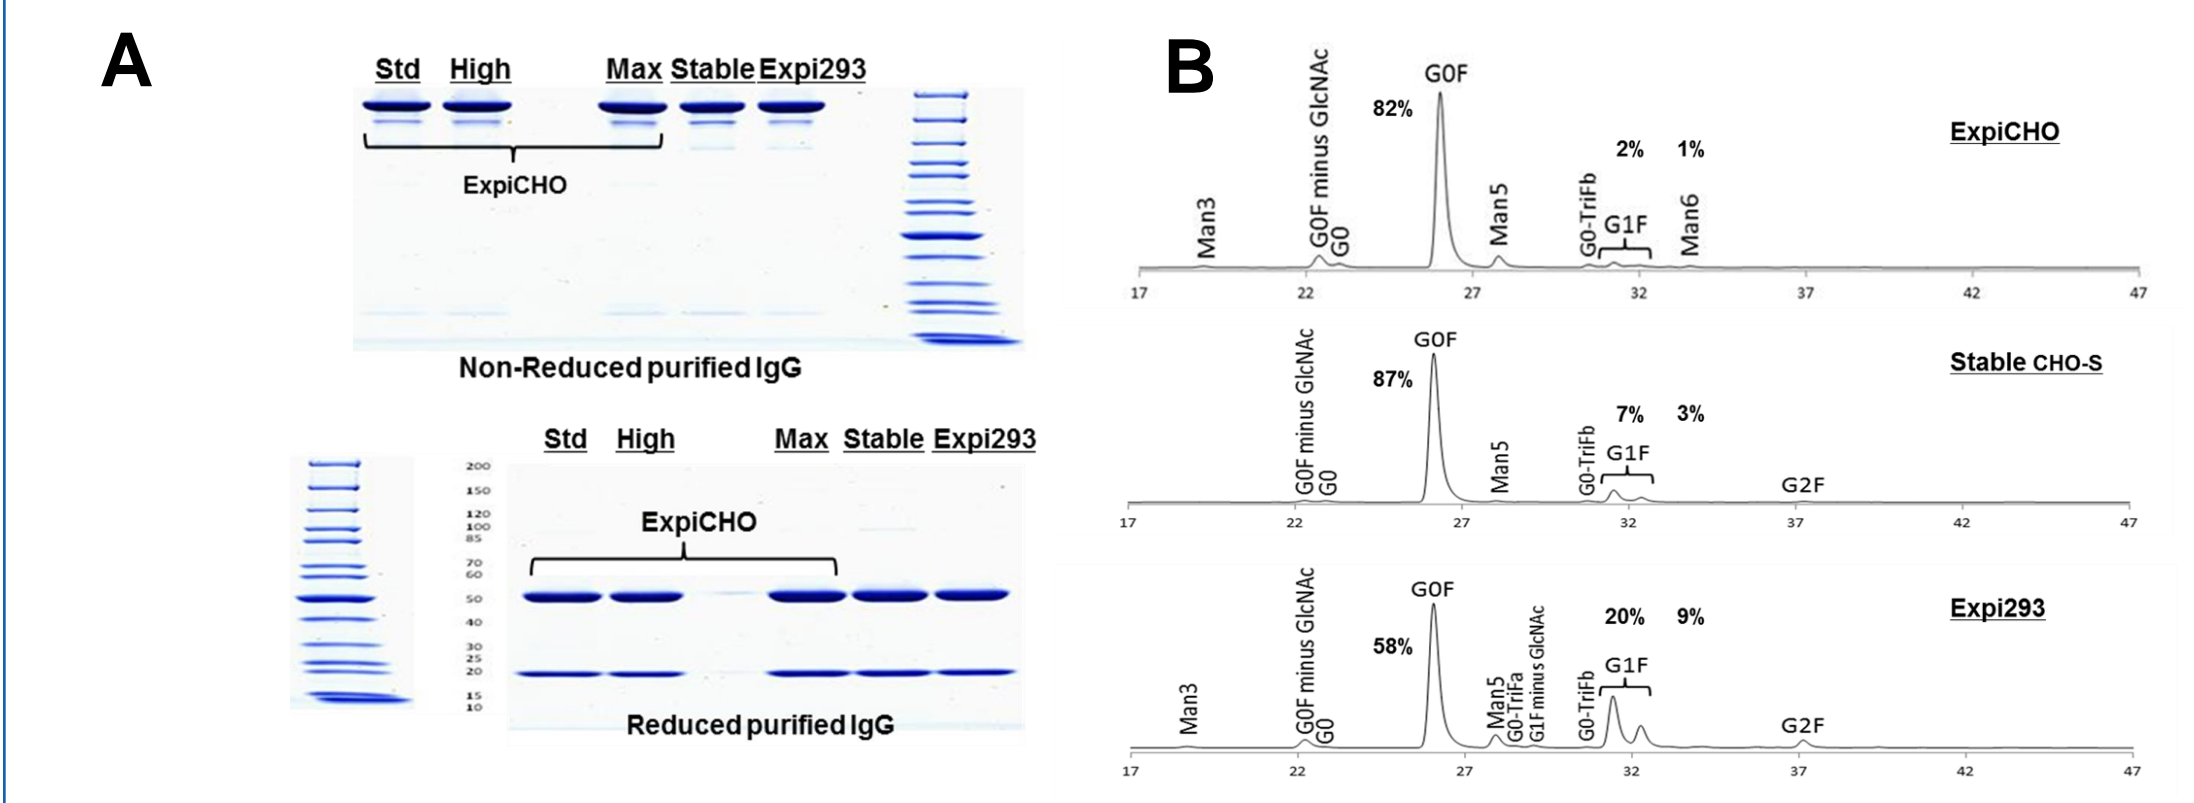 A
Std High Max Stable Expi293
ExpiCHO
Non-Reduced purified IgG
Std High Max Stable Expi293
200
150
120
100
85
70
60
50
40
30
25
20
15
10
ExpiCHO
Reduced purified IgG
B
ExpiCHO
Man3
G0F minus GlcNAc
G0
82%
G0F
Man5
G0-TriFb
2% 1%
G1F
Man6
17 22 27 32 37 42 47
Stable CHO-S
G0F minus GlcNAc
G0
87%
G0F
Man5
G0-TriFb
7% 3%
G1F
G2F
17 22 27 32 37 42 47
Expi293
Man3
G0F minus GlcNAc
G0
58%
G0F
Man5
G0-TriFa
G1F minus GlcNAc
G0-TriFb
20% 9%
G1F
G2F
17 22 27 32 37 42 47